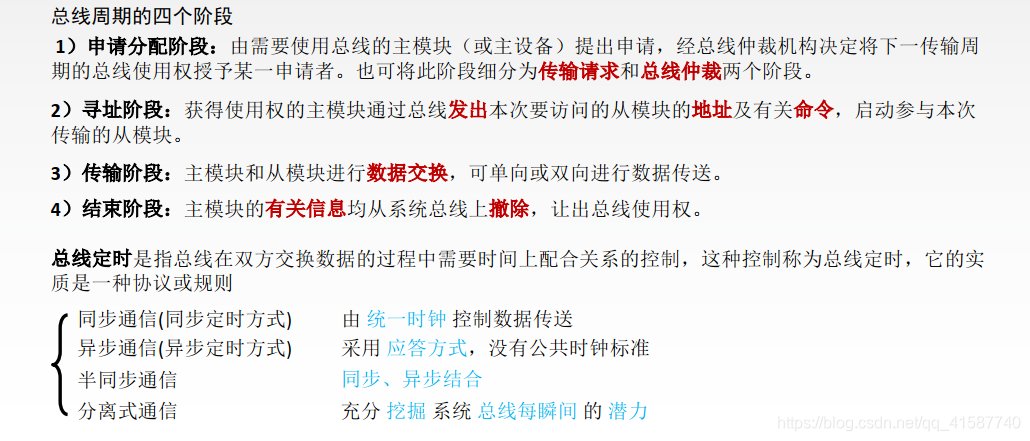 总线周期的四个阶段
1）申请分配阶段：由需要使用总线的主模块（或主设备）提出申请，经总线仲裁机构决定将下一传输周
期的总线使用权授予某一申请者。也可将此阶段细分为传输请求和总线仲裁两个阶段。
2）寻址阶段：获得使用权的主模块通过总线发出本次要访问的从模块的地址及有关命令，启动参与本次
传输的从模块。
3）传输阶段：主模块和从模块进行数据交换，可单向或双向进行数据传送。
4）结束阶段：主模块的有关信息均从系统总线上撤除，让出总线使用权。
总线定时是指总线在双方交换数据的过程中需要时间上配合关系的控制，这种控制称为总线定时，它的实
质是一种协议或规则
同步通信(同步定时方式) 由 统一时钟 控制数据传送
异步通信(异步定时方式) 采用 应答方式，没有公共时钟标准
半同步通信 同步、异步结合
分离式通信 充分 挖掘 系统 总线每瞬间 的 潜力
https://blog.csdn.net/qq_41587740